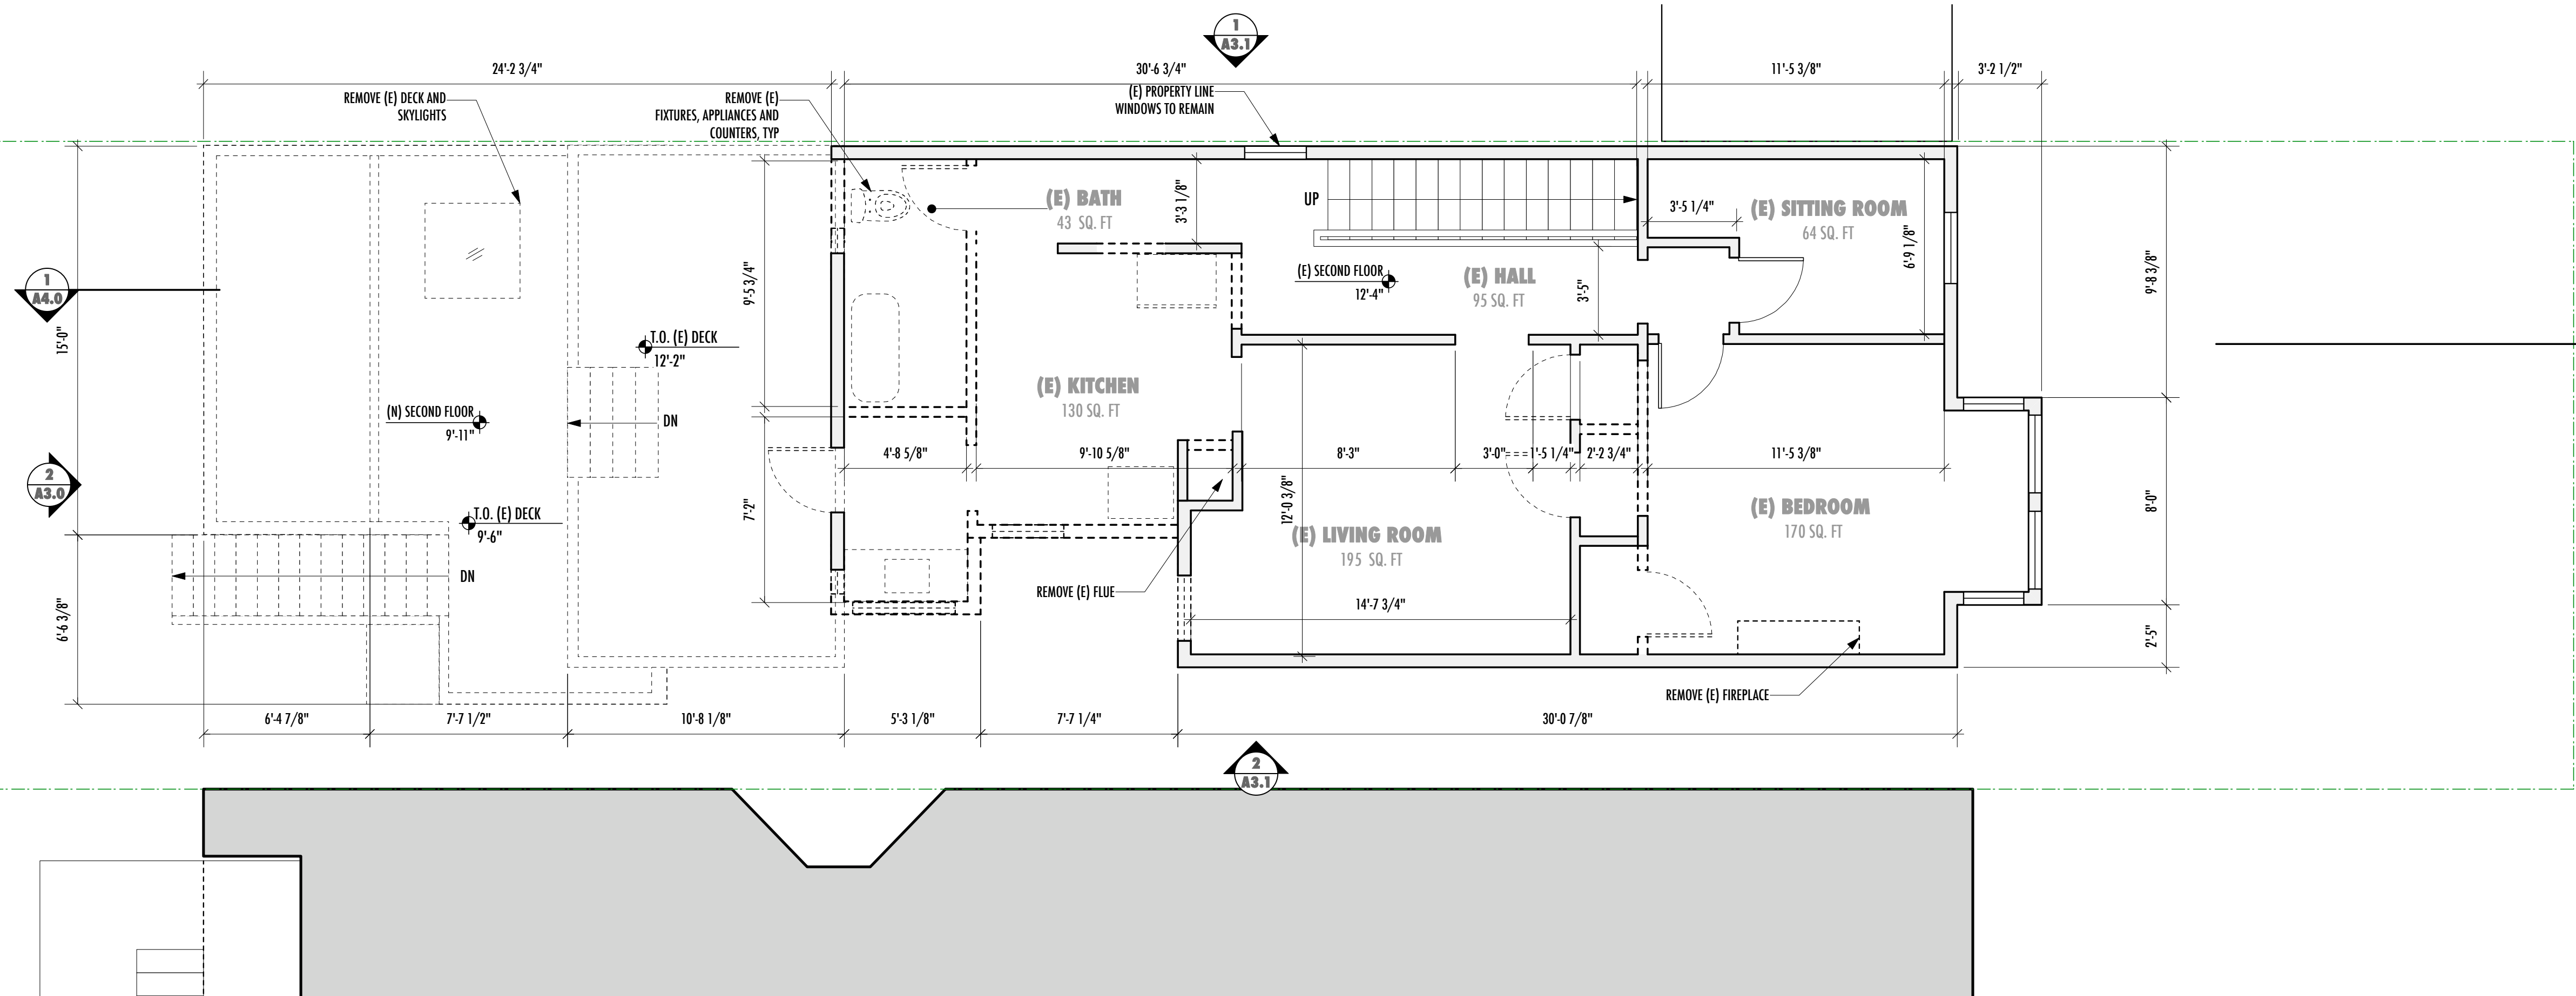 1
A3.1
24'-2 3/4"
30'-6 3/4"
11'-5 3/8"
3'-2 1/2"
REMOVE (E) DECK AND
SKYLIGHTS
REMOVE (E)
FIXTURES, APPLIANCES AND
COUNTERS, TYP
(E) PROPERTY LINE
WINDOWS TO REMAIN
(E) BATH
43 SQ. FT
3'-3 1/8"
UP
3'-5 1/4"
(E) SITTING ROOM
64 SQ. FT
6'-9 1/8"
9'-8 3/8"
1
A4.0
15'-0"
9'-5 3/4"
(E) SECOND FLOOR
12'-4"
(E) HALL
95 SQ. FT
3'-5"
T.O. (E) DECK
12'-2"
(E) KITCHEN
130 SQ. FT
(N) SECOND FLOOR
9'-11"
DN
4'-8 5/8"
9'-10 5/8"
8'-3"
3'-0"
1'-5 1/4"
2'-2 3/4"
11'-5 3/8"
2
A3.0
7'-2"
12'-0 3/8"
8'-0"
T.O. (E) DECK
9'-6"
(E) LIVING ROOM
195 SQ. FT
(E) BEDROOM
170 SQ. FT
DN
REMOVE (E) FLUE
14'-7 3/4"
6'-6 3/8"
2'-5"
REMOVE (E) FIREPLACE
6'-4 7/8"
7'-7 1/2"
10'-8 1/8"
5'-3 1/8"
7'-7 1/4"
30'-0 7/8"
2
A3.1